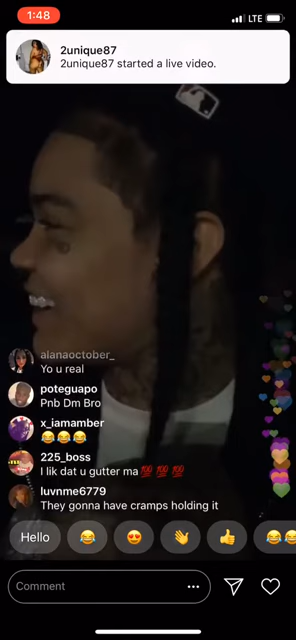 1:48
LTE
2unique87
2unique87 started a live video.
alanaoctober_
Yo u real
poteguapo
Pnb Dm Bro
x_iamamber
😂😂😂
225_boss
I lik dat u gutter ma💯💯💯
luvnme6779
They gonna have cramps holding it
Hello 😂 😍 👋 👍 😂😂
Comment